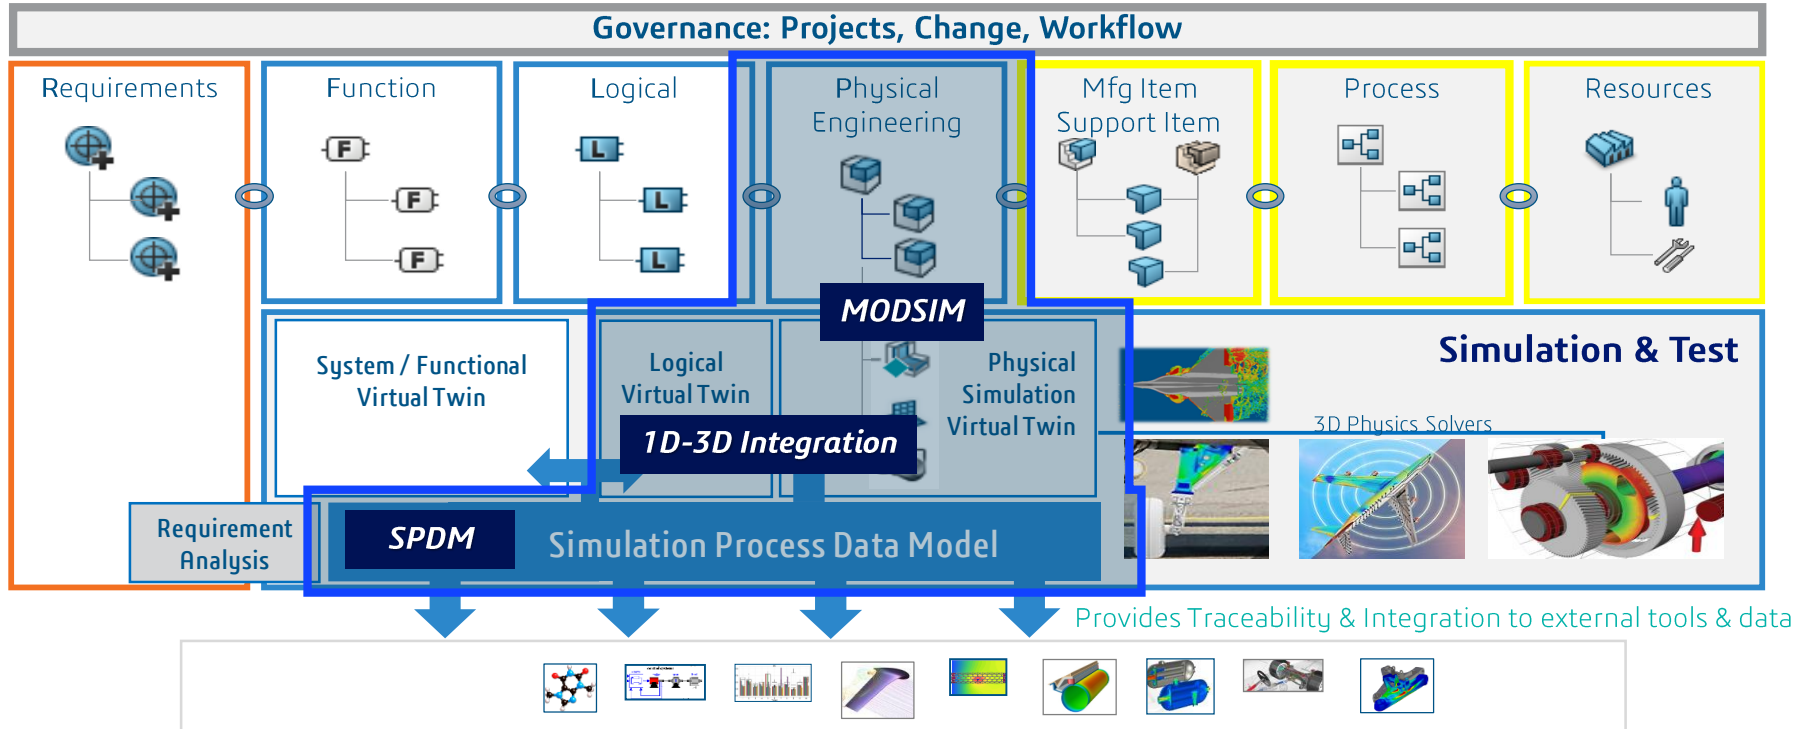 Governance: Projects, Change, Workflow
Requirements
Function
Logical
Physical
Engineering
Mfg Item
Support Item
Process
Resources
F
F
F
L
L
L
MODSIM
Simulation & Test
System / Functional
Virtual Twin
Logical
Virtual Twin
Physical
Simulation
Virtual Twin
3D Physics Solvers
1D-3D Integration
Requirement
Analysis
SPDM
Simulation Process Data Model
Provides Traceability & Integration to external tools & data